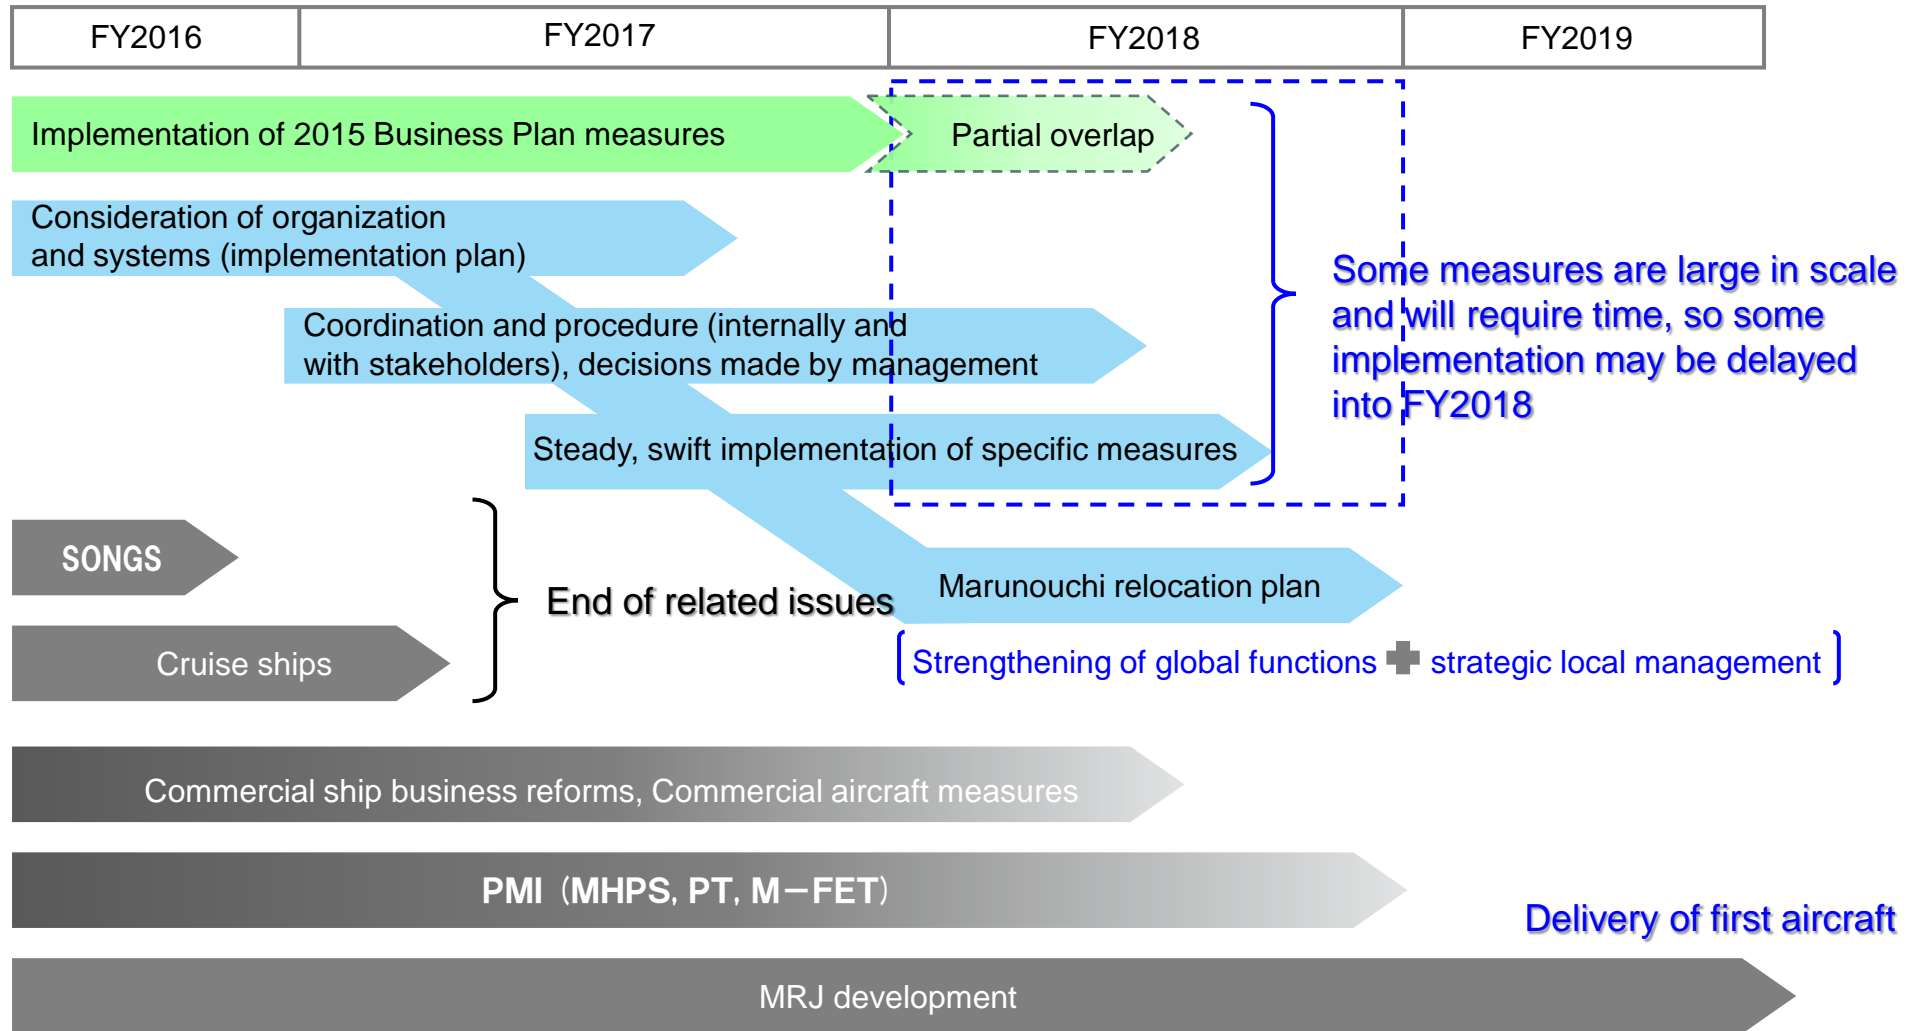 FY2016
FY2017
FY2018
FY2019
Implementation of 2015 Business Plan measures
Partial overlap
Consideration of organization
and systems (implementation plan)
Coordination and procedure (internally and
with stakeholders), decisions made by management
Steady, swift implementation of specific measures
Some measures are large in scale
and will require time, so some
implementation may be delayed
into FY2018
SONGS
Cruise ships
End of related issues
Marunouchi relocation plan
Strengthening of global functions ✚ strategic local management
Commercial ship business reforms, Commercial aircraft measures
PMI (MHPS, PT, M−FET)
Delivery of first aircraft
MRJ development